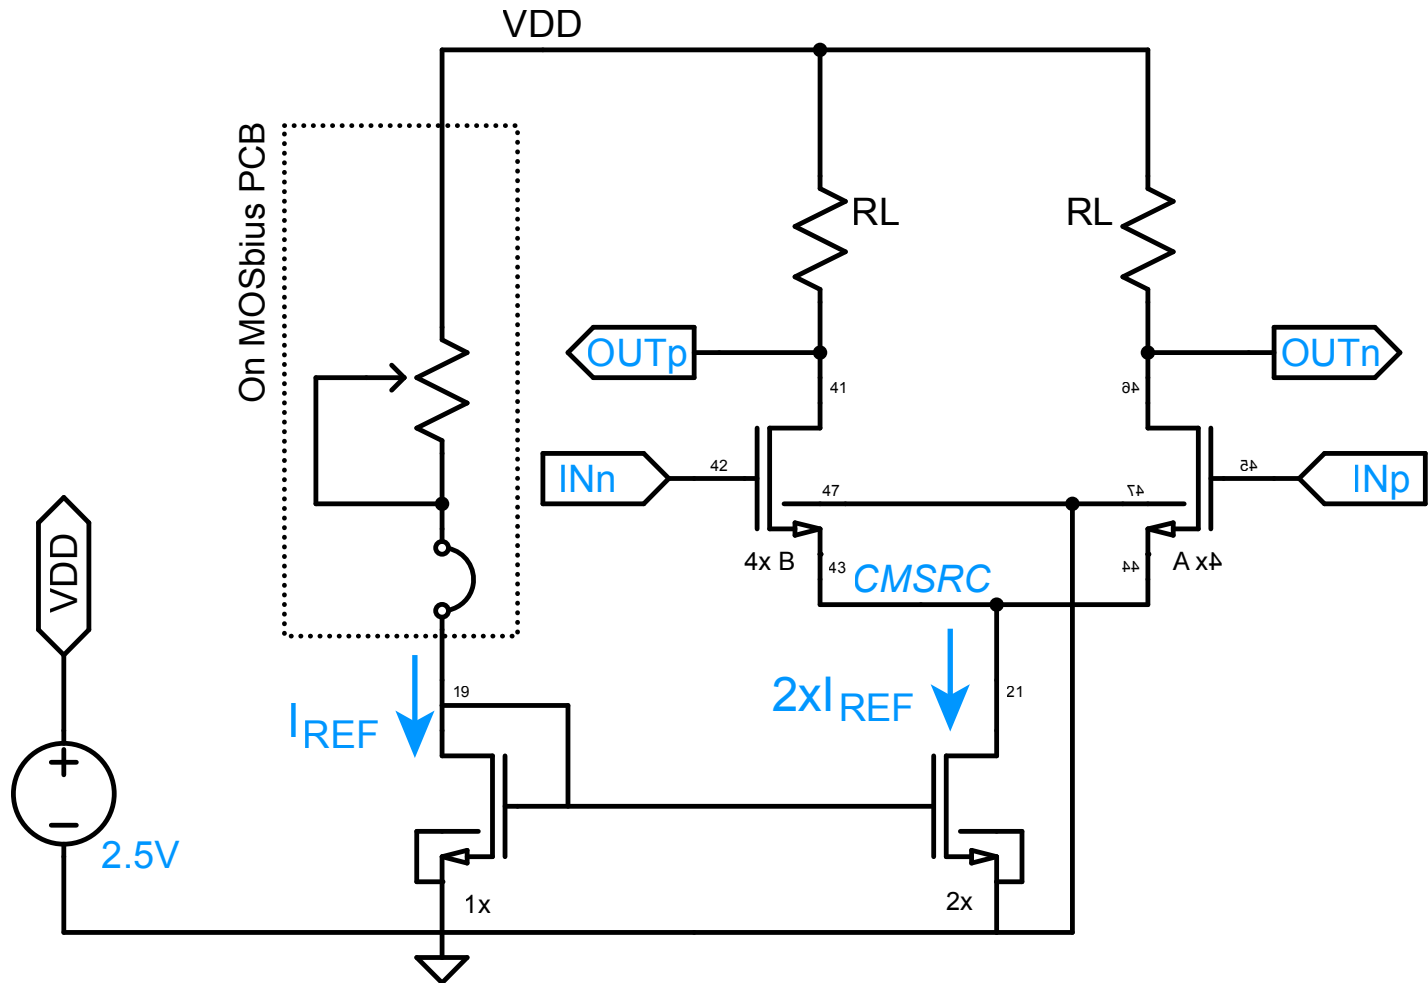 VDD
On MOSbius PCB
RL
RL
OUTp
OUTn
41
46
INn
42
45
INp
47
47
VDD
4x B
43
CMSRC
44
A x4
19
IREF
2xIREF
21
2.5V
1x
2x